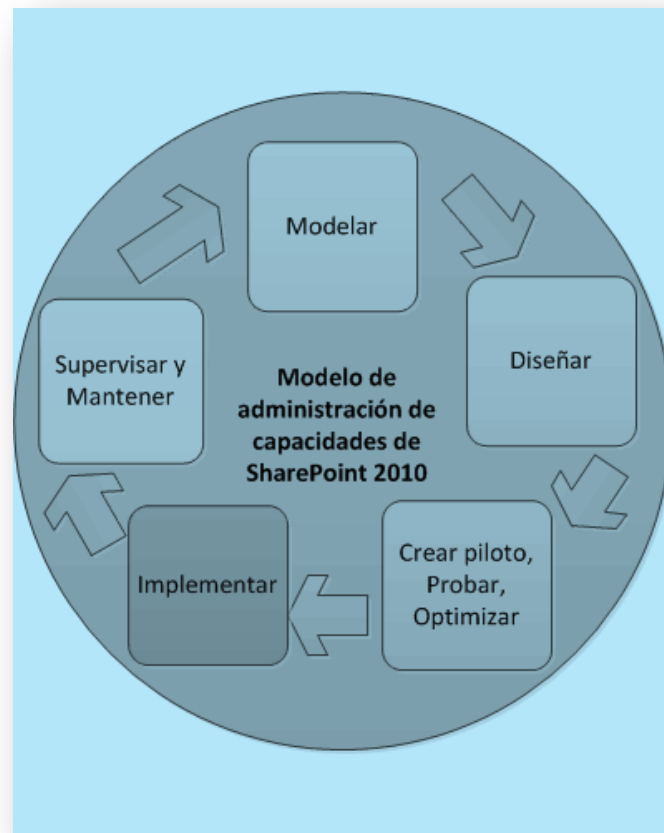 Modelar
Diseñar
Crear piloto,
Probar,
Optimizar
Implementar
Supervisar y
Mantener
Modelo de
administración de
capacidades de
SharePoint 2010